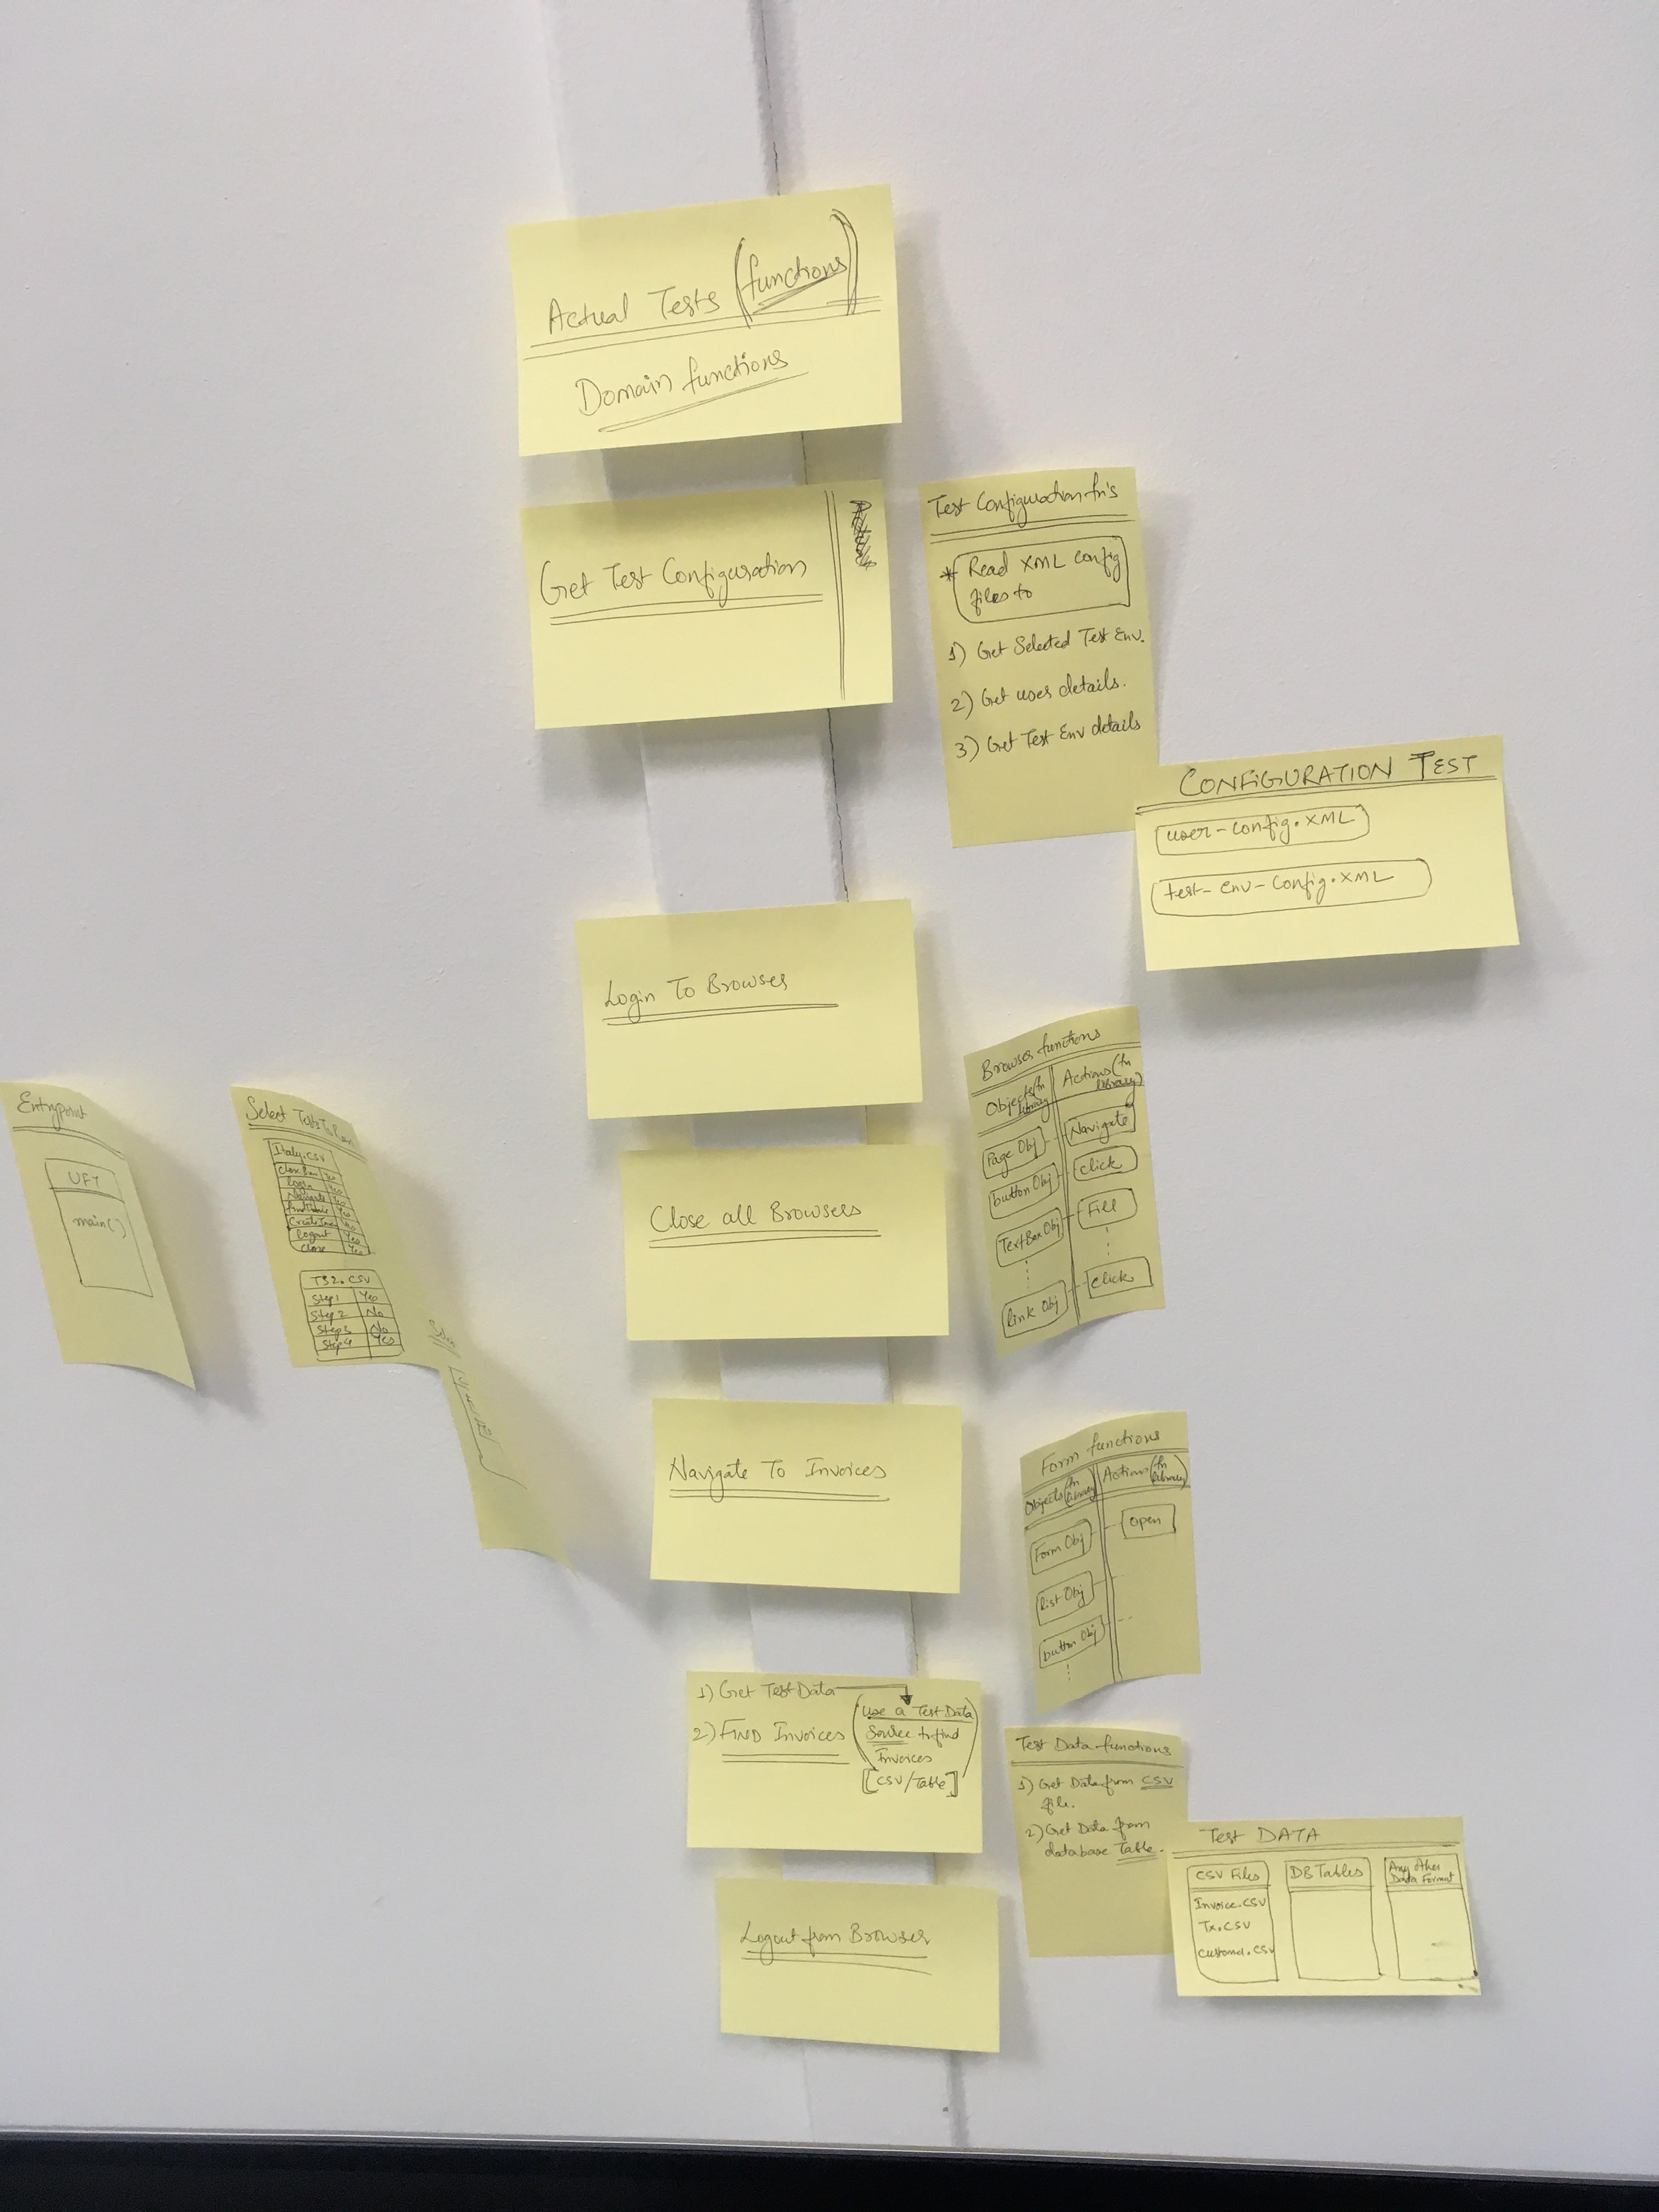 Actual Tests (functions)
Domain functions
Get Test Configuration
Test Configuration fn's
* Read XML config
files to
1) Get Selected Test Env.
2) Get user details.
3) Get Test Env details
CONFIGURATION TEST
user-config.XML
test-env-config.XML
Login To Browser
Close all Browsers
Navigate To Invoices
1) Get Test Data
2) FIND Invoices
(use a Test Data
Source to find
Invoices
[CSV/Table])
Logout from Browser
Entrypoint
UFT
main()
Select Tests To Run
Italy.csv
Yes
Login Yes
Navigate Yes
Yes
Yes
Logout Yes
Close Yes
TS2.CSV
Step1 Yes
Step2 No
Step3 No
Step4 Yes
Browser functions
Objects (fn library)
Actions (fn library)
Page Obj Navigate
button Obj click
TextBox Obj Fill
link Obj click
Form functions
Objects (fn library)
Actions (fn library)
Form Obj open
List Obj
button Obj
Test Data functions
1) Get Data from CSV
file.
2) Get Data from
database Table.
Test DATA
CSV Files
Invoice.CSV
Tx.CSV
DB Tables
Any other
Data Format